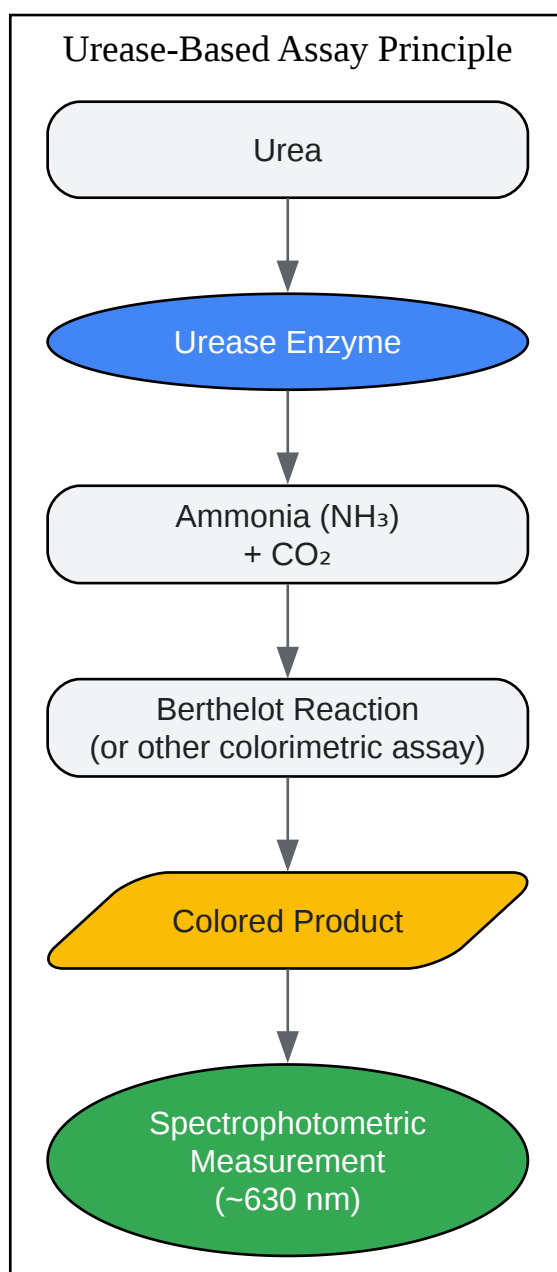 Urease-Based Assay Principle
Urea
Urease Enzyme
Ammonia (NH₃)
+ CO₂
Berthelot Reaction
(or other colorimetric assay)
Colored Product
Spectrophotometric
Measurement
(~630 nm)